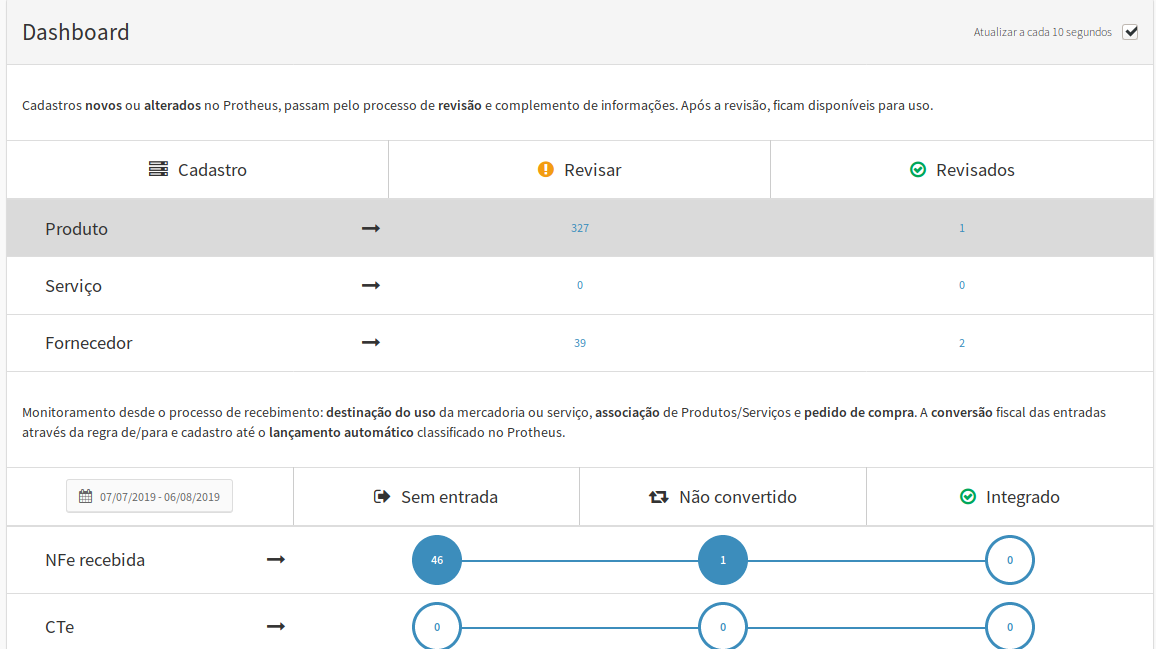 Dashboard
Atualizar a cada 10 segundos
Cadastros novos ou alterados no Protheus, passam pelo processo de revisão e complemento de informações. Após a revisão, ficam disponíveis para uso.
Cadastro Revisar Revisados
Produto 327 1
Serviço 0 0
Fornecedor 39 2
Monitoramento desde o processo de recebimento: destinação do uso da mercadoria ou serviço, associação de Produtos/Serviços e pedido de compra. A conversão fiscal das entradas
através da regra de/para e cadastro até o lançamento automático classificado no Protheus.
07/07/2019 - 06/08/2019 Sem entrada Não convertido Integrado
NFe recebida 46 1 0
CTe 0 0 0